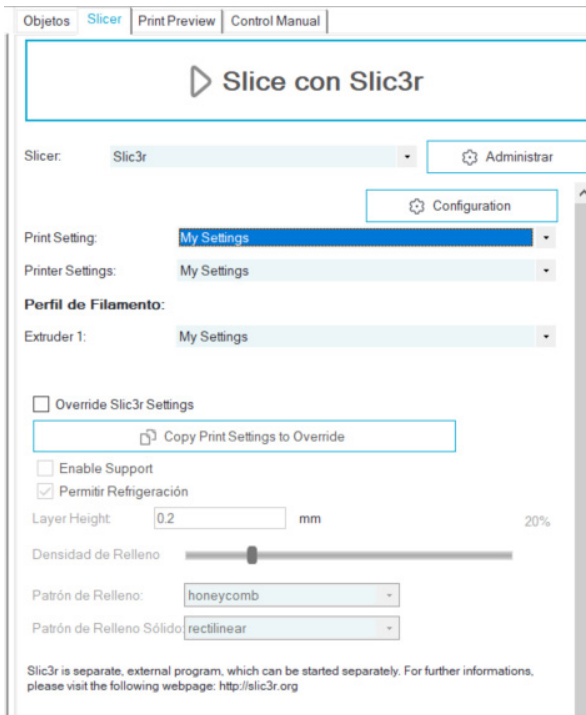 Objetos Slicer Print Preview Control Manual
Slice con Slic3r
Slicer: Slic3r Administrar
Configuration
Print Setting: My Settings
Printer Settings: My Settings
Perfil de Filamento:
Extruder 1: My Settings
Override Slic3r Settings
Copy Print Settings to Override
Enable Support
Permitir Refrigeración
Layer Height: 0.2 mm 20%
Densidad de Relleno
Patrón de Relleno: honeycomb
Patrón de Relleno Sólido: rectilinear
Slic3r is separate, external program, which can be started separately. For further informations,
please visit the following webpage: http://slic3r.org